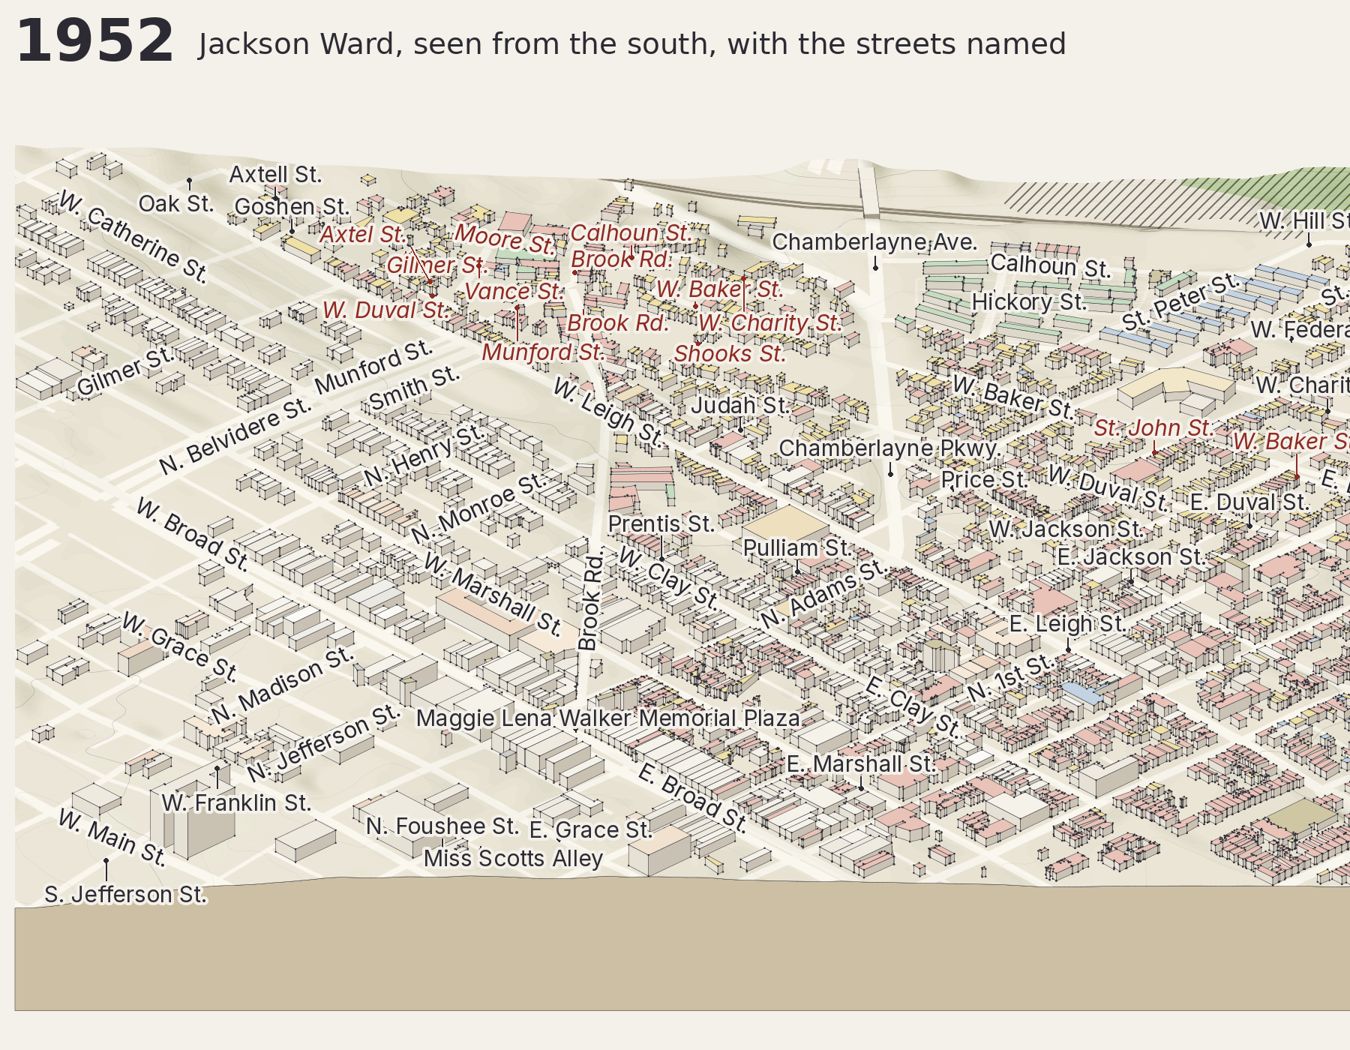 1952 Jackson Ward, seen from the south, with the streets named
Axtell St.
Oak St.
Goshen St.
W. Catherine St.
Axtel St.
Moore St.
Calhoun St.
Gilmer St.
Brook Rd.
Vance St.
W. Baker St.
W. Duval St.
Brook Rd.
W. Charity St.
Munford St.
Shooks St.
Chamberlayne Ave.
W. Hill St
Calhoun St.
Hickory St.
St. Peter St.
St.
W. Federa
Gilmer St.
Munford St.
Smith St.
N. Belvidere St.
W. Leigh St.
Judah St.
W. Baker St.
W. Charit
N. Henry St.
Chamberlayne Pkwy.
St. John St.
W. Baker S
N. Monroe St.
Price St.
W. Duval St.
E. Duval St.
W. Broad St.
Prentis St.
Pulliam St.
W. Jackson St.
E. Jackson St.
W. Marshall St.
Brook Rd.
W. Clay St.
N. Adams St.
E. Leigh St.
W. Grace St.
N. Madison St.
E. Clay St.
N. 1st St.
N. Jefferson St.
Maggie Lena Walker Memorial Plaza
E. Marshall St.
W. Franklin St.
E. Broad St.
W. Main St.
N. Foushee St.
E. Grace St.
Miss Scotts Alley
S. Jefferson St.